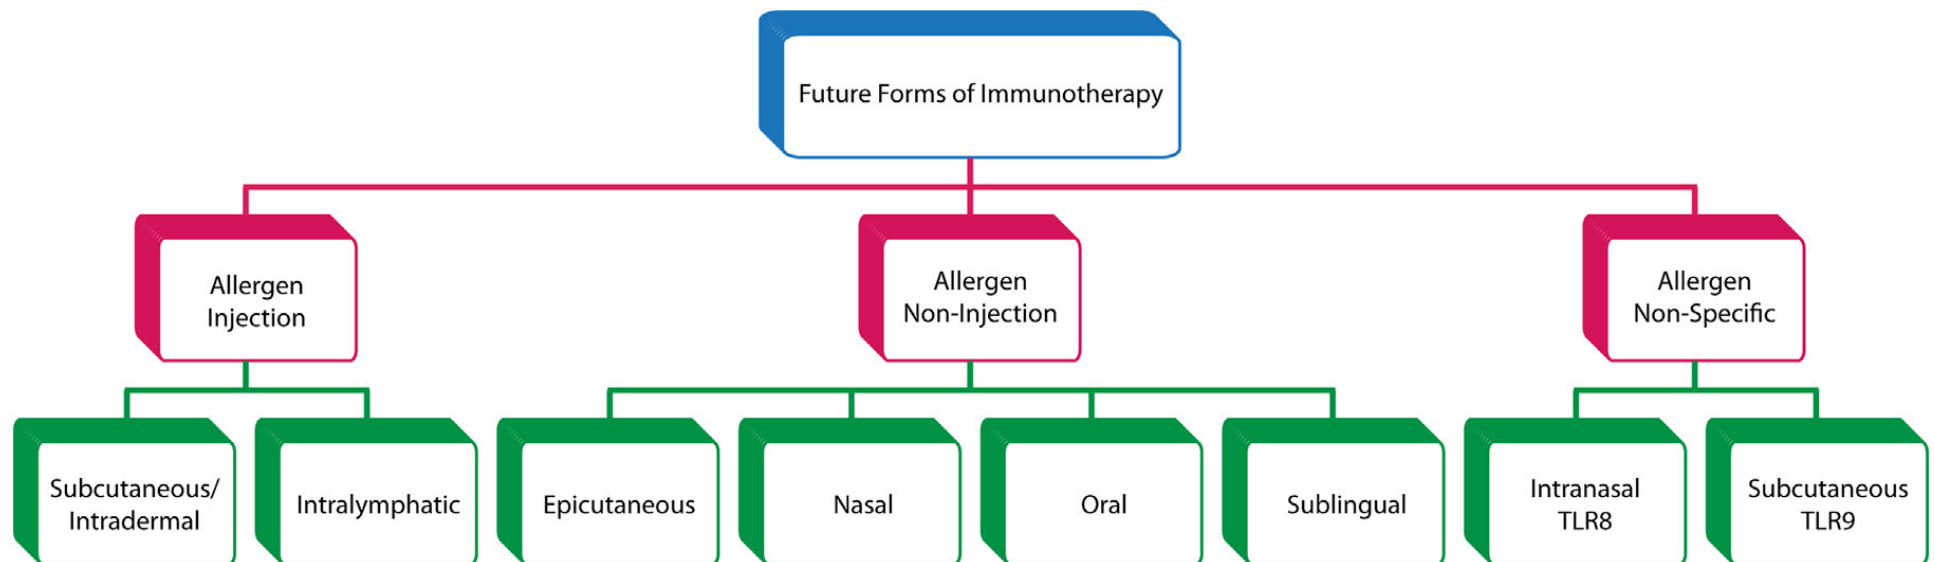 Future Forms of Immunotherapy
Allergen
Injection
Allergen
Non-Injection
Allergen
Non-Specific
Subcutaneous/
Intradermal
Intralymphatic
Epicutaneous
Nasal
Oral
Sublingual
Intranasal
TLR8
Subcutaneous
TLR9